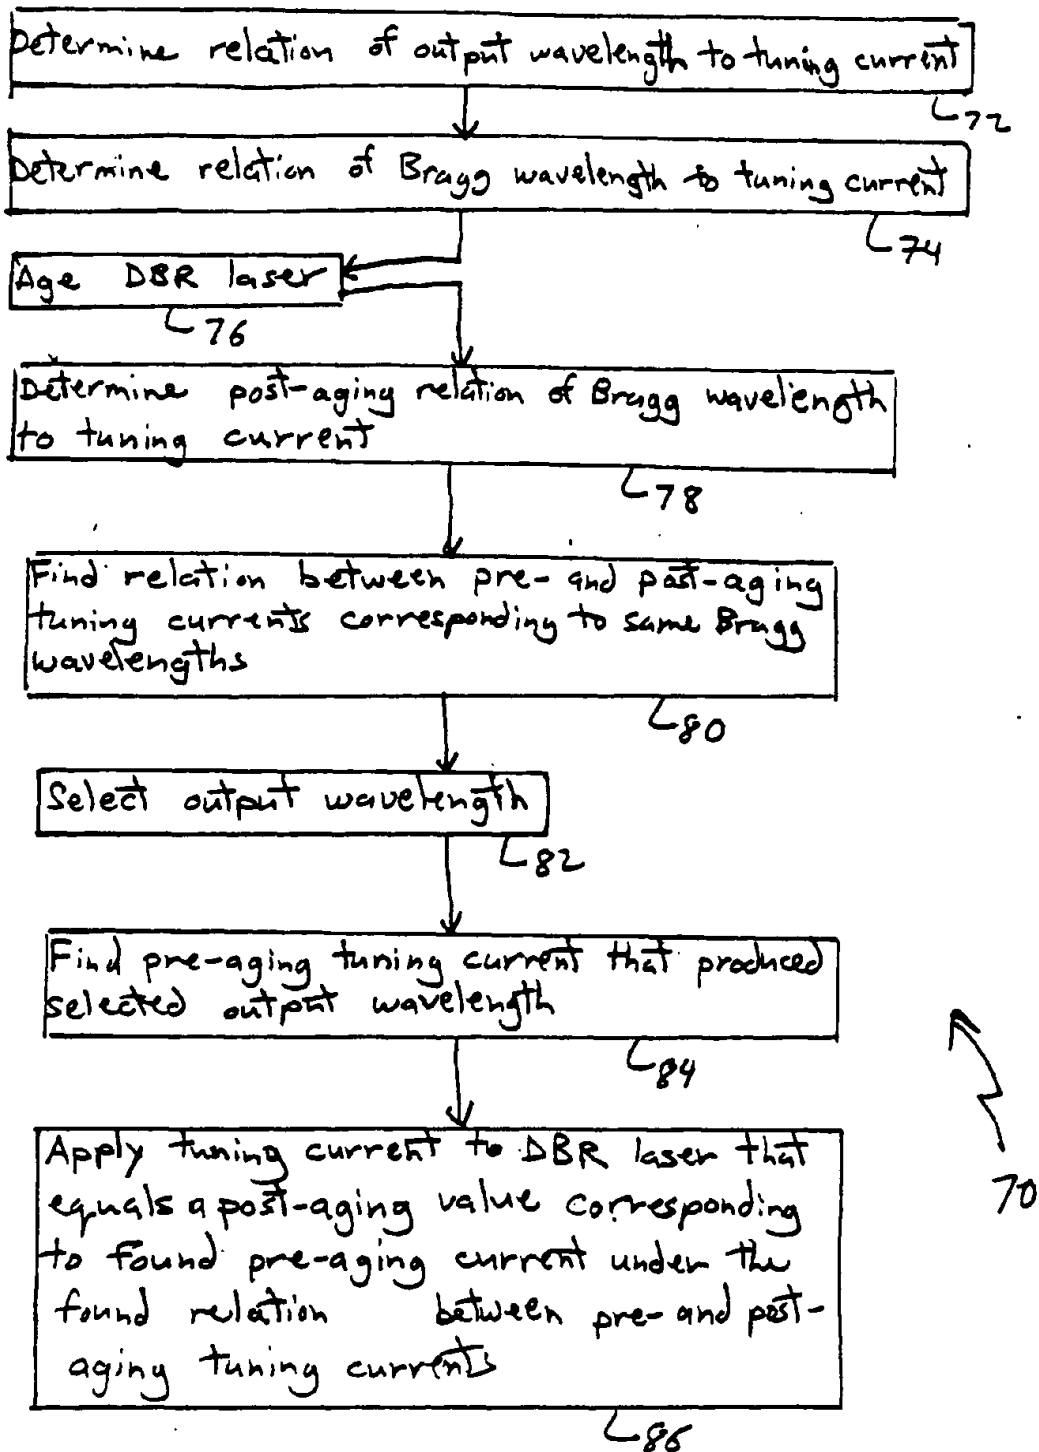 Determine relation of output wavelength to tuning current
72
Determine relation of Bragg wavelength to tuning current
74
Age DBR laser
76
Determine post-aging relation of Bragg wavelength
to tuning current
78
Find relation between pre- and post-aging
tuning currents corresponding to same Bragg
wavelengths
80
Select output wavelength
82
Find pre-aging tuning current that produced
selected output wavelength
84
70
Apply tuning current to DBR laser that
equals a post-aging value corresponding
to found pre-aging current under the
found relation between pre- and post-
aging tuning currents
86